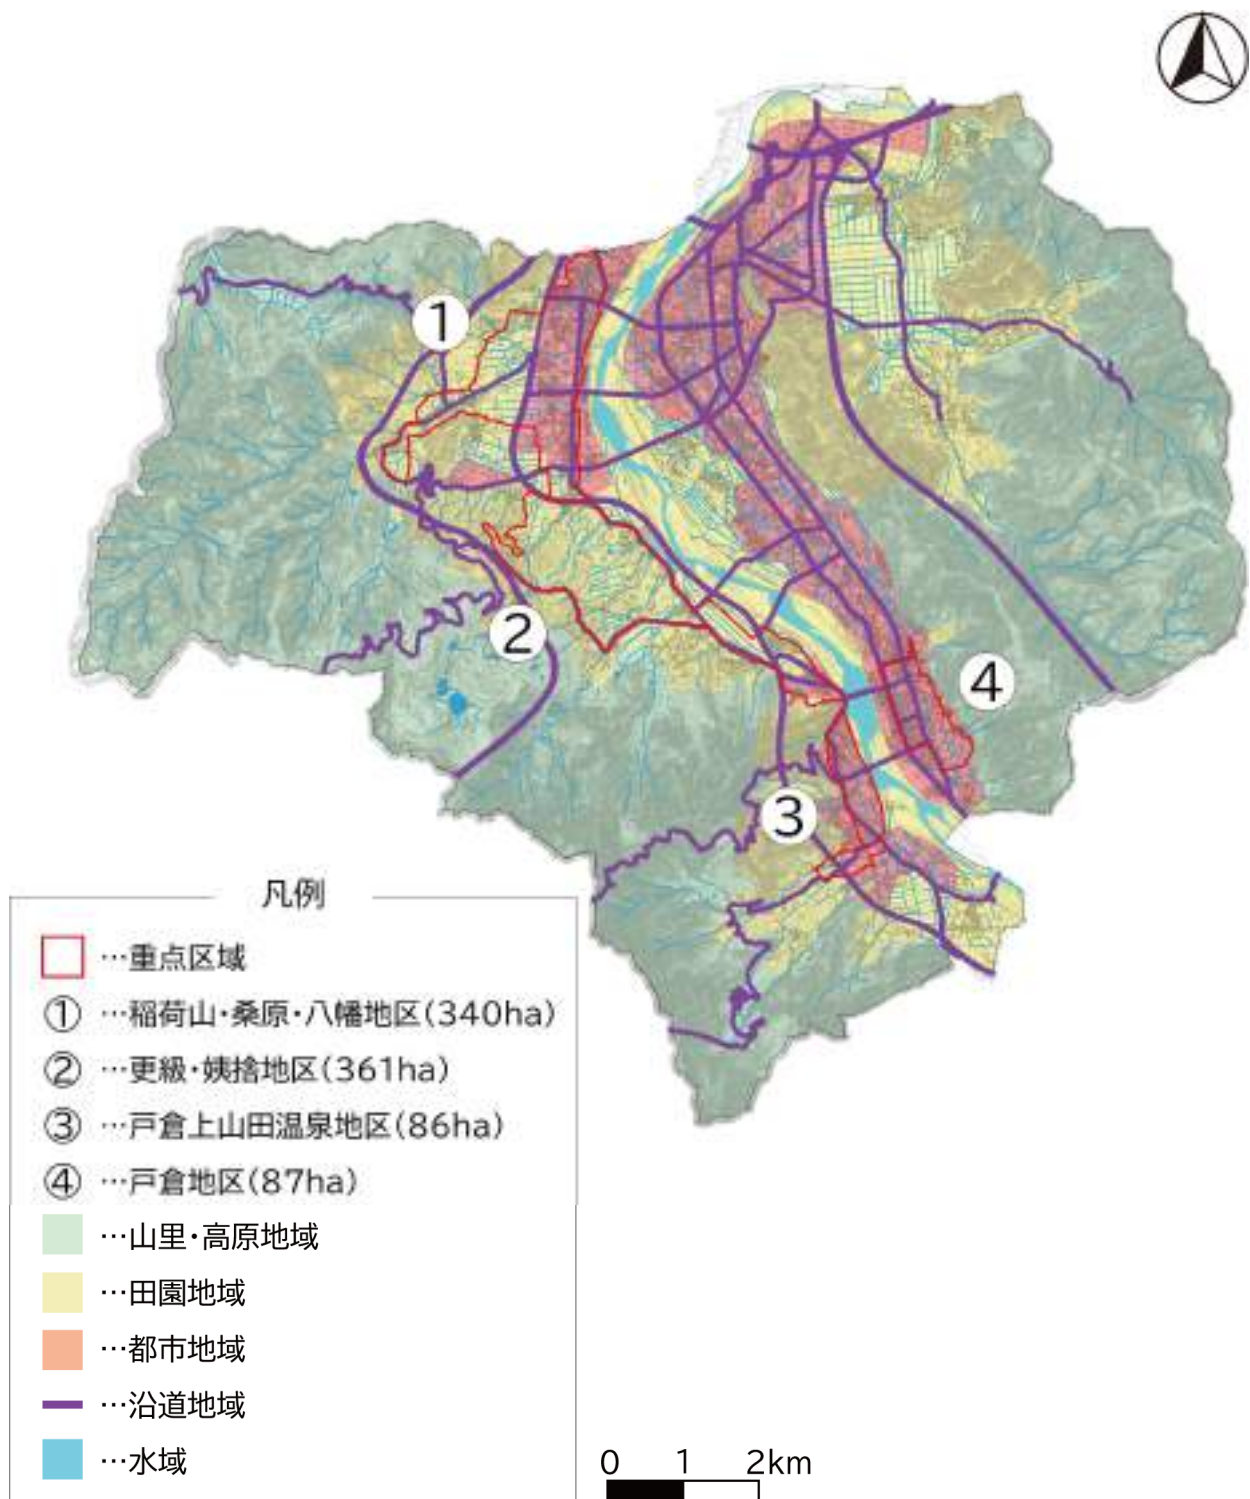 ①
②
④
③
凡例
…重点区域
①…稲荷山・桑原・八幡地区(340ha)
②…更級・姨捨地区(361ha)
③…戸倉上山田温泉地区(86ha)
④…戸倉地区(87ha)
…山里・高原地域
…田園地域
…都市地域
…沿道地域
…水域
0 1 2km